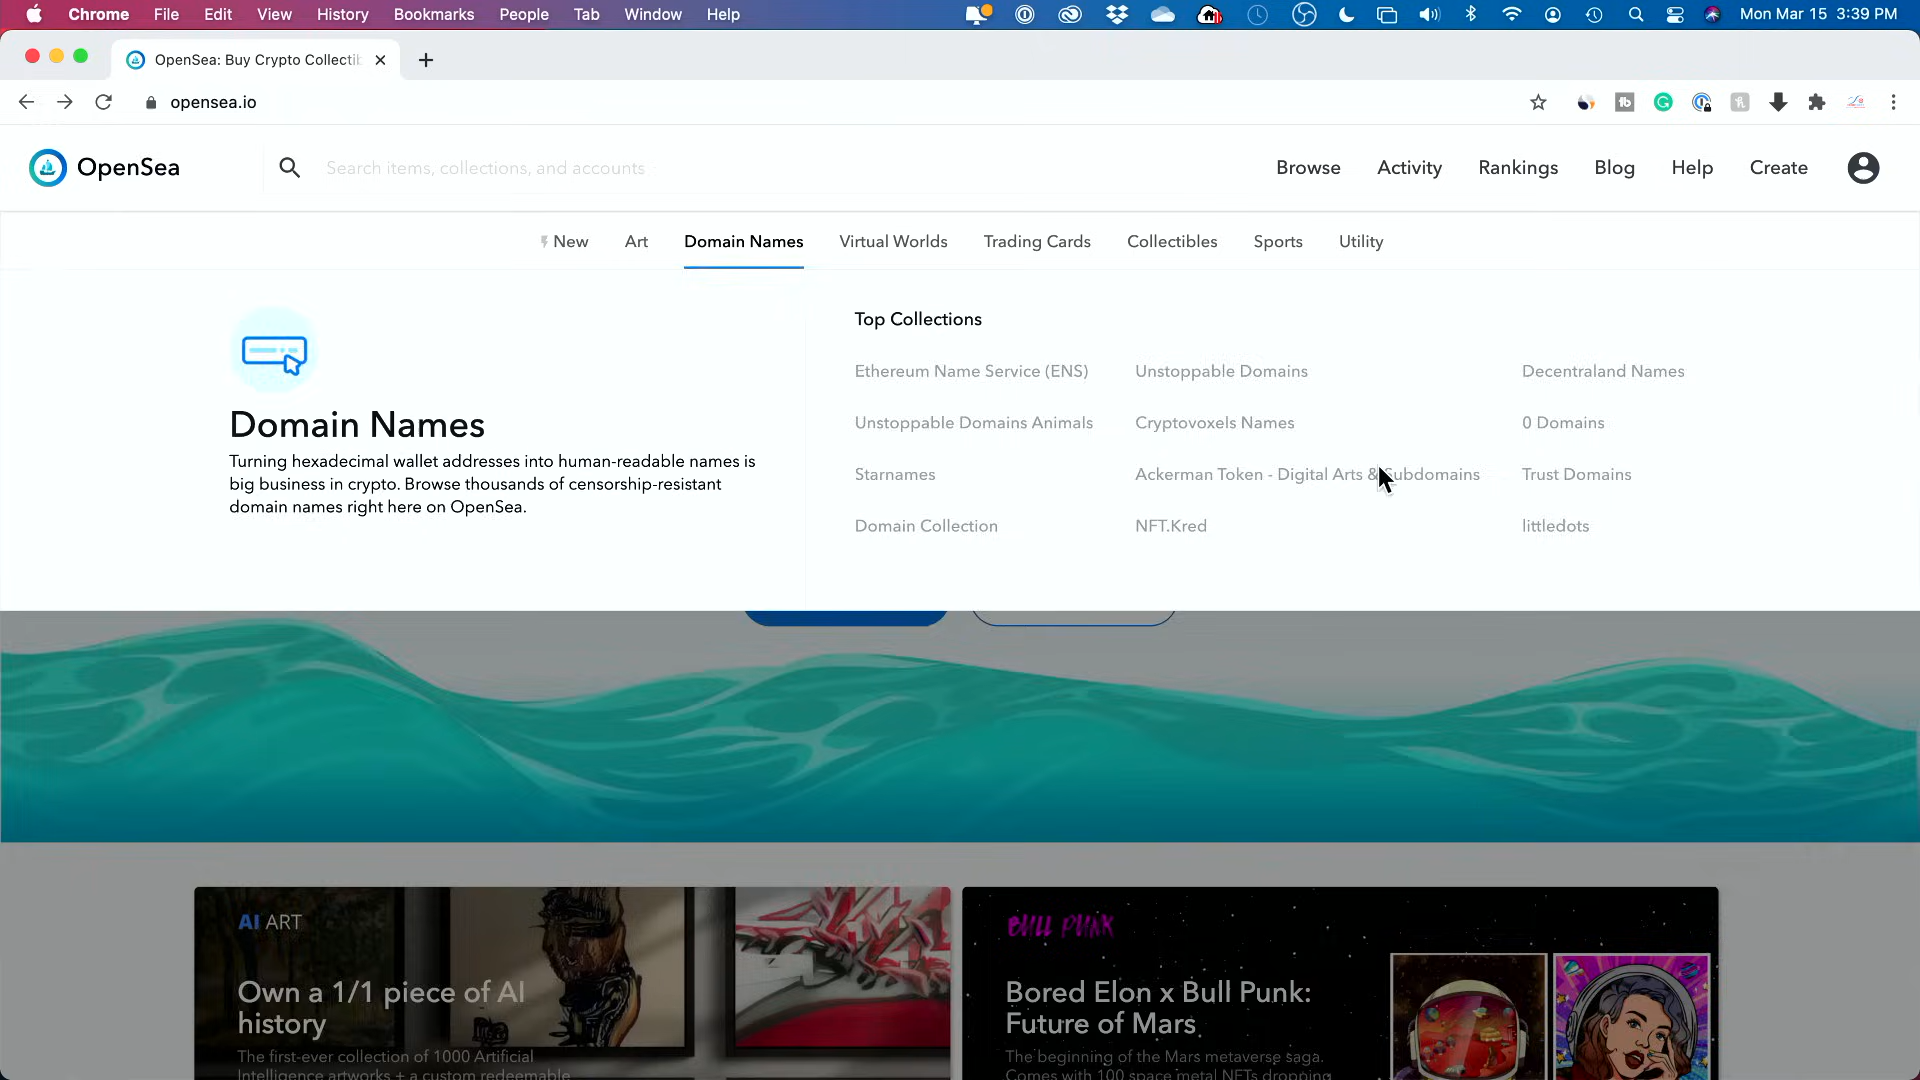 Chrome File Edit View History Bookmarks People Tab Window Help Mon Mar 15 3:39 PM
OpenSea: Buy Crypto Collectib
opensea.io
OpenSea Search items, collections, and accounts Browse Activity Rankings Blog Help Create
New Art Domain Names Virtual Worlds Trading Cards Collectibles Sports Utility
Domain Names
Turning hexadecimal wallet addresses into human-readable names is
big business in crypto. Browse thousands of censorship-resistant
domain names right here on OpenSea.
Top Collections
Ethereum Name Service (ENS) Unstoppable Domains Decentraland Names
Unstoppable Domains Animals Cryptovoxels Names 0 Domains
Starnames Ackerman Token - Digital Arts & Subdomains Trust Domains
Domain Collection NFT.Kred littledots
AI ART
Own a 1/1 piece of AI
history
The first-ever collection of 1000 Artificial
Intelligence artworks + a custom redeemable
BULL PUNK
Bored Elon x Bull Punk:
Future of Mars
The beginning of the Mars metaverse saga.
Comes with 100 space metal NFTs dropping